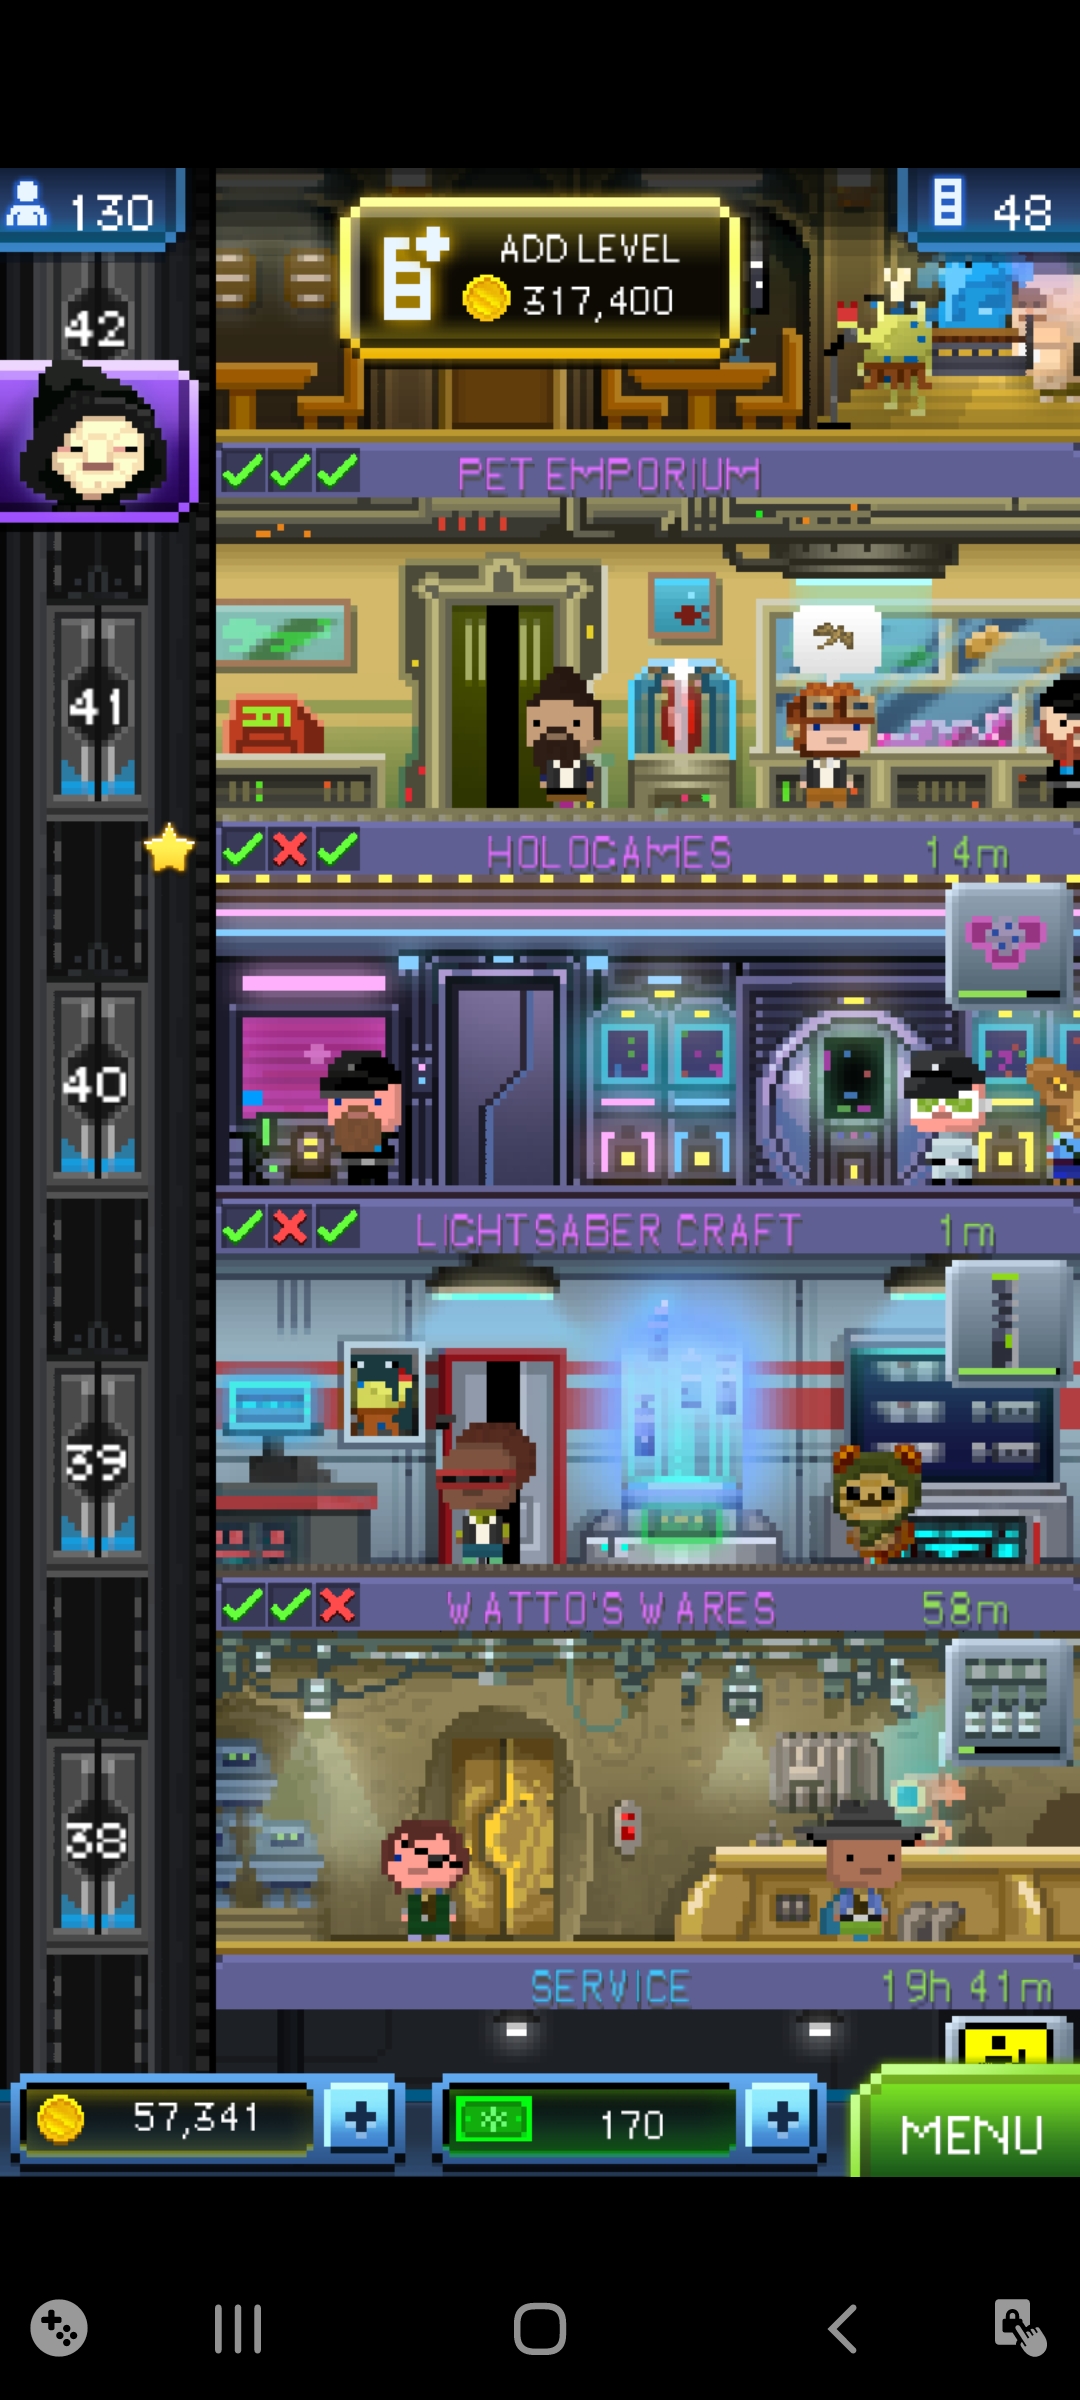 130
ADD LEVEL
317,400
48
42
PET EMPORIUM
41
HOLOGAMES 14m
40
LIGHTSABER CRAFT 1m
39
WATTO'S WARES 58m
38
SERVICE 19h 41m
57,341
170
MENU